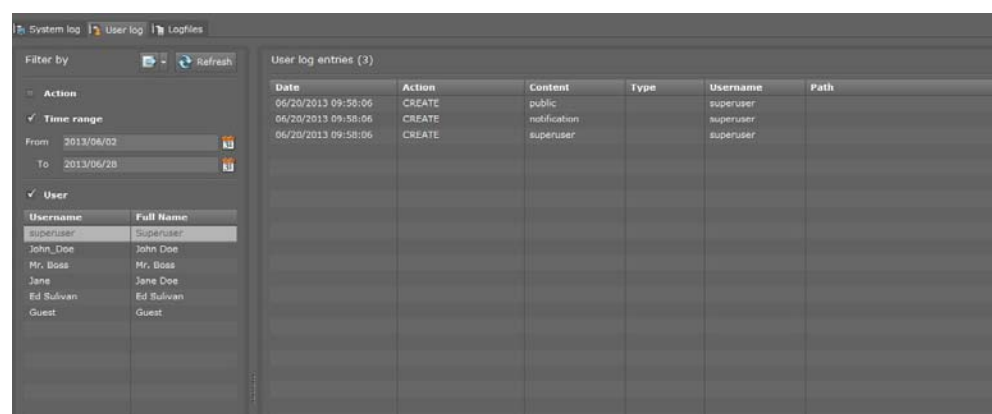 System log User log Logfiles
Filter by Refresh
User log entries (3)
Action
Time range
From 2013/06/02
To 2013/06/28
User
Username Full Name
superuser Superuser
John_Doe John Doe
Mr. Boss Mr. Boss
Jane Jane Doe
Ed Sulivan Ed Sulivan
Guest Guest
Date Action Content Type Username Path
06/20/2013 09:58:06 CREATE public superuser
06/20/2013 09:58:06 CREATE notification superuser
06/20/2013 09:58:06 CREATE superuser superuser